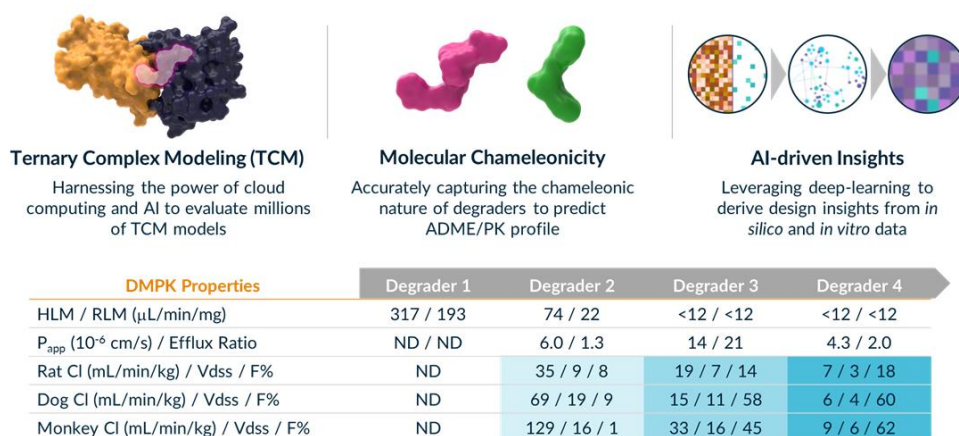 Ternary Complex Modeling (TCM)
Harnessing the power of cloud
computing and AI to evaluate millions
of TCM models
Molecular Chameleonicity
Accurately capturing the chameleonic
nature of degraders to predict
ADME/PK profile
AI-driven Insights
Leveraging deep-learning to
derive design insights from in
silico and in vitro data
DMPK Properties Degrader 1 Degrader 2 Degrader 3 Degrader 4
HLM / RLM (μL/min/mg) 317 / 193 74 / 22 <12 / <12 <12 / <12
Papp (10⁻⁶ cm/s) / Efflux Ratio ND / ND 6.0 / 1.3 14 / 21 4.3 / 2.0
Rat Cl (mL/min/kg) / Vdss / F% ND 35 / 9 / 8 19 / 7 / 14 7 / 3 / 18
Dog Cl (mL/min/kg) / Vdss / F% ND 69 / 19 / 9 15 / 11 / 58 6 / 4 / 60
Monkey Cl (mL/min/kg) / Vdss / F% ND 129 / 16 / 1 33 / 16 / 45 9 / 6 / 62